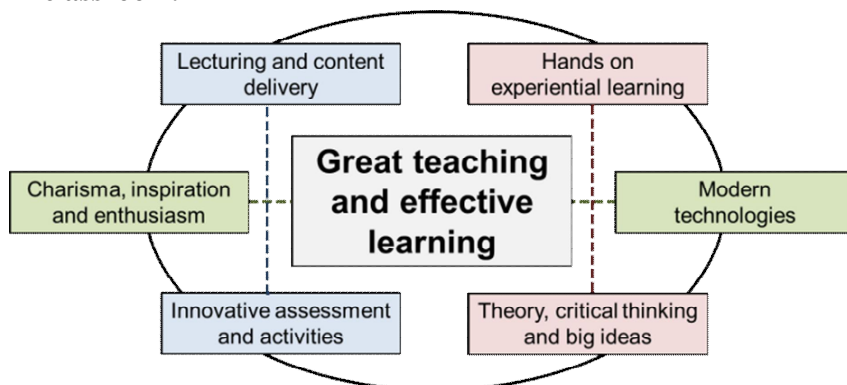 Lecturing and content
delivery
Hands on
experiential learning
Charisma, inspiration
and enthusiasm
Great teaching
and effective
learning
Modern
technologies
Innovative assessment
and activities
Theory, critical thinking
and big ideas